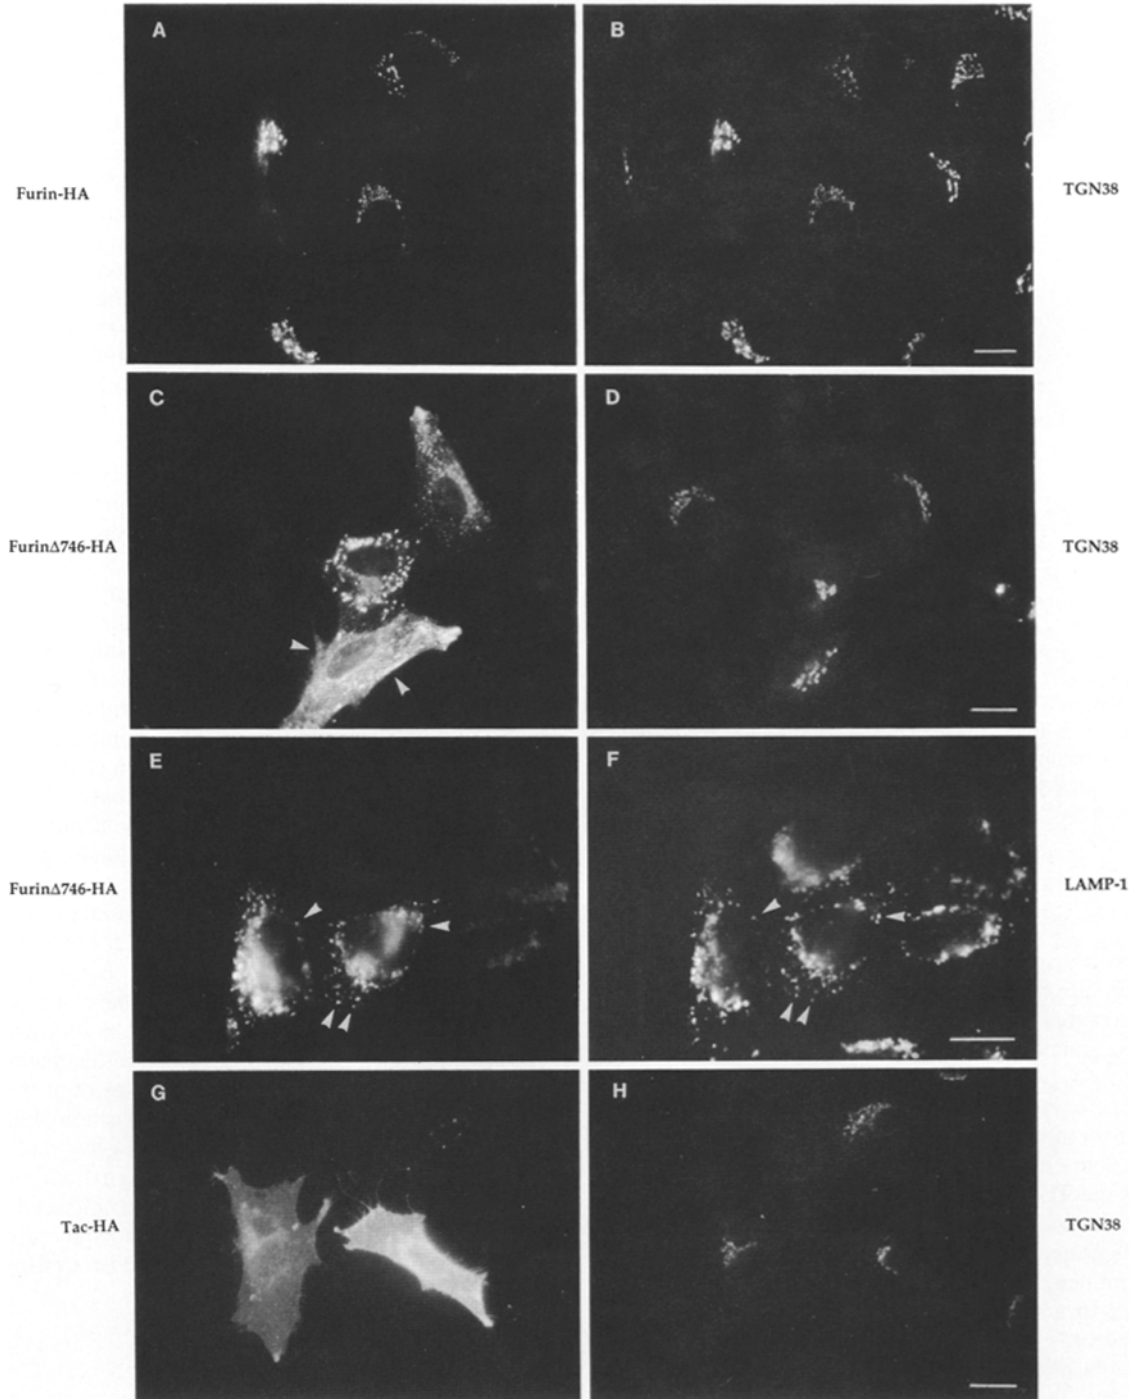 A
B
Furin-HA
TGN38
C
D
FurinΔ746-HA
TGN38
E
F
FurinΔ746-HA
LAMP-1
G
H
Tac-HA
TGN38